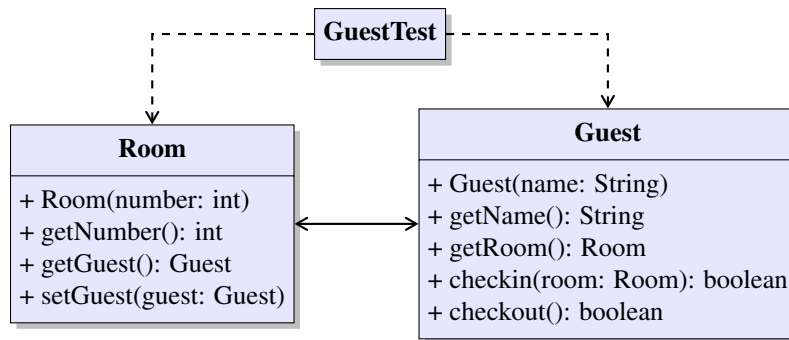 GuestTest
Room
+ Room(number: int)
+ getNumber(): int
+ getGuest(): Guest
+ setGuest(guest: Guest)
Guest
+ Guest(name: String)
+ getName(): String
+ getRoom(): Room
+ checkin(room: Room): boolean
+ checkout(): boolean